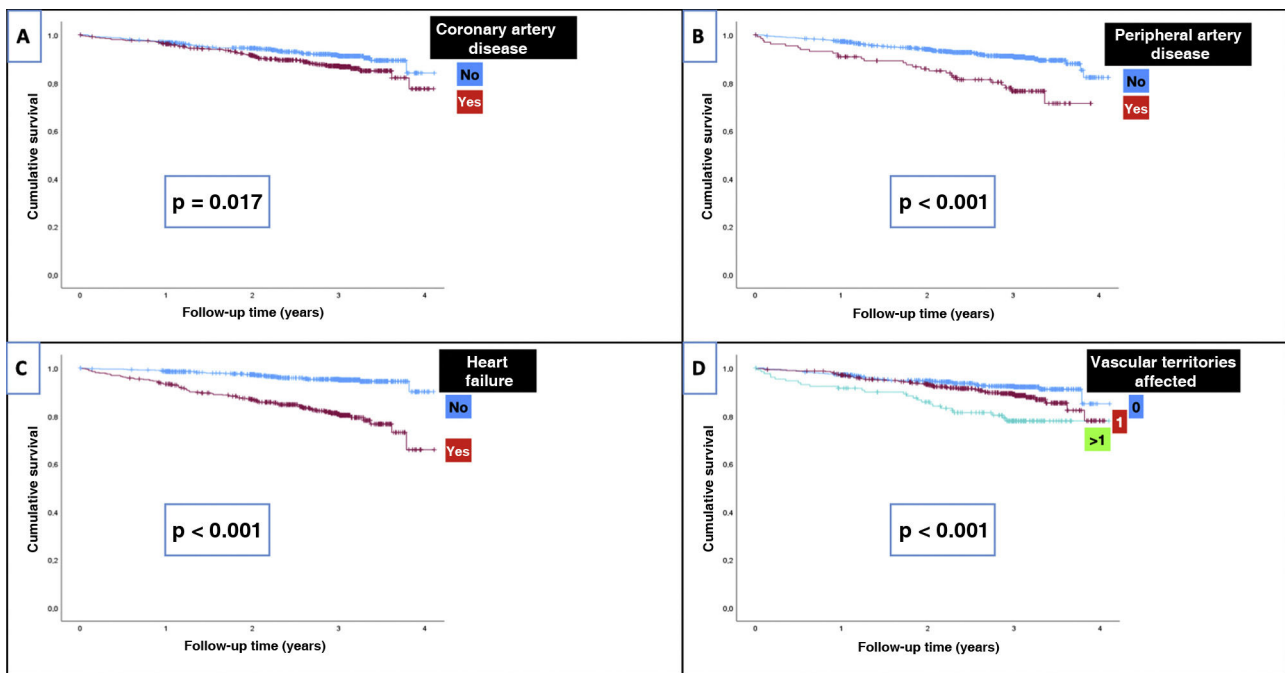 A
Coronary artery
disease
No
Yes
Cumulative survival
1,0
0,8
0,6
0,4
0,2
0,0
p = 0.017
0 1 2 3 4
Follow-up time (years)
B
Peripheral artery
disease
No
Yes
Cumulative survival
1,0
0,8
0,6
0,4
0,2
0,0
p < 0.001
0 1 2 3 4
Follow-up time (years)
C
Heart
failure
No
Yes
Cumulative survival
1,0
0,8
0,6
0,4
0,2
0,0
p < 0.001
0 1 2 3 4
Follow-up time (years)
D
Vascular territories
affected
0
1
>1
Cumulative survival
1,0
0,8
0,6
0,4
0,2
0,0
p < 0.001
0 1 2 3 4
Follow-up time (years)